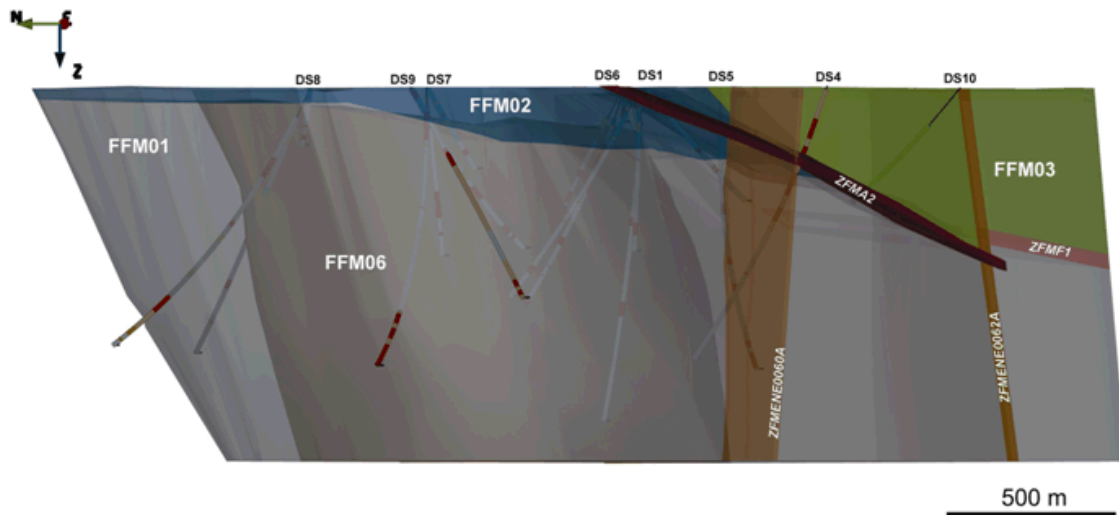 N E
Z
DS8 DS9 DS7 DS6 DS1 DS5 DS4 DS10
FFM02
FFM01
FFM03
ZFMA2
ZFMF1
FFM06
ZFMENE0060A
ZFMENE0062A
500 m